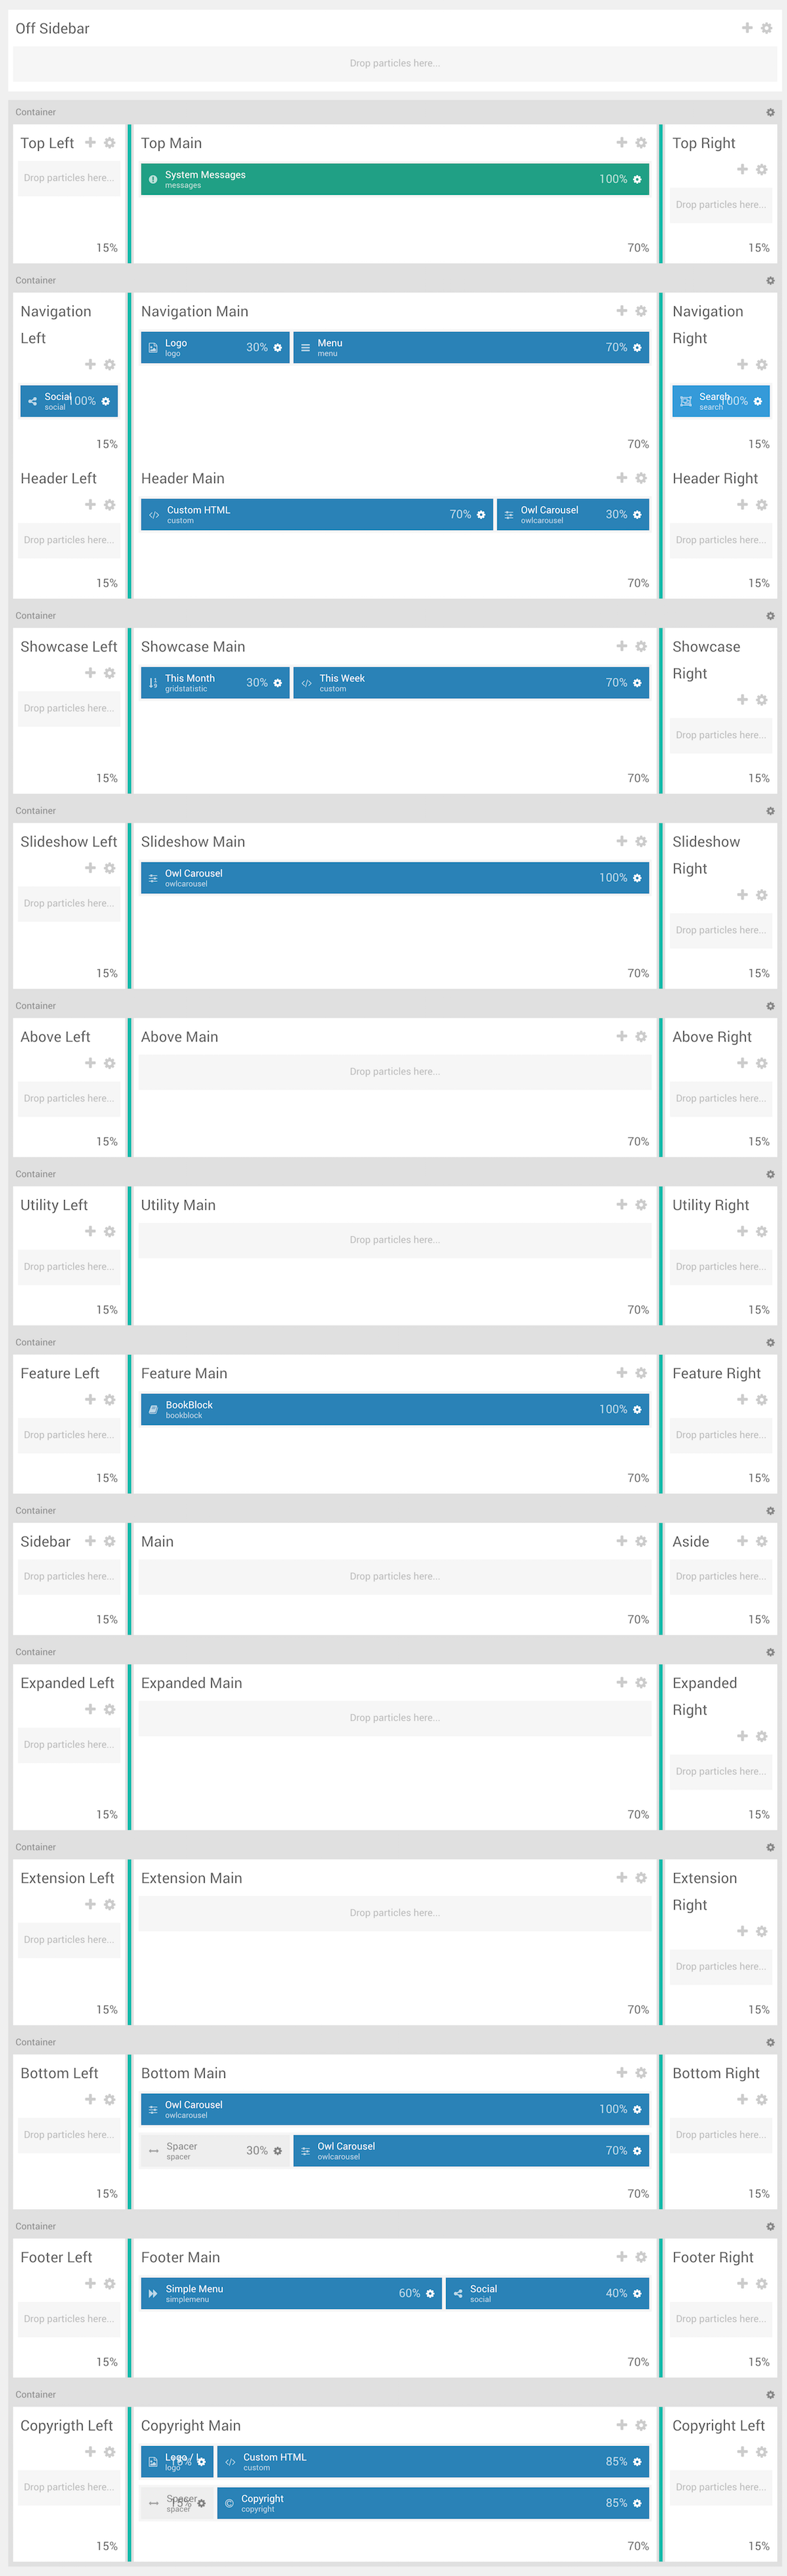 Off Sidebar
Drop particles here...
Container
Top Left
Drop particles here...
15%
Top Main
System Messages
messages
100%
70%
Top Right
Drop particles here...
15%
Container
Navigation
Left
Social
social
100%
15%
Navigation Main
Logo
logo
30%
Menu
menu
70%
70%
Navigation
Right
Search
search
100%
15%
Header Left
Drop particles here...
15%
Header Main
Custom HTML
custom
70%
Owl Carousel
owlcarousel
30%
70%
Header Right
Drop particles here...
15%
Container
Showcase Left
Drop particles here...
15%
Showcase Main
This Month
gridstatistic
30%
This Week
custom
70%
70%
Showcase
Right
Drop particles here...
15%
Container
Slideshow Left
Drop particles here...
15%
Slideshow Main
Owl Carousel
owlcarousel
100%
70%
Slideshow
Right
Drop particles here...
15%
Container
Above Left
Drop particles here...
15%
Above Main
Drop particles here...
70%
Above Right
Drop particles here...
15%
Container
Utility Left
Drop particles here...
15%
Utility Main
Drop particles here...
70%
Utility Right
Drop particles here...
15%
Container
Feature Left
Drop particles here...
15%
Feature Main
BookBlock
bookblock
100%
70%
Feature Right
Drop particles here...
15%
Container
Sidebar
Drop particles here...
15%
Main
Drop particles here...
70%
Aside
Drop particles here...
15%
Container
Expanded Left
Drop particles here...
15%
Expanded Main
Drop particles here...
70%
Expanded
Right
Drop particles here...
15%
Container
Extension Left
Drop particles here...
15%
Extension Main
Drop particles here...
70%
Extension
Right
Drop particles here...
15%
Container
Bottom Left
Drop particles here...
15%
Bottom Main
Owl Carousel
owlcarousel
100%
Spacer
spacer
30%
Owl Carousel
owlcarousel
70%
70%
Bottom Right
Drop particles here...
15%
Container
Footer Left
Drop particles here...
15%
Footer Main
Simple Menu
simplemenu
60%
Social
social
40%
70%
Footer Right
Drop particles here...
15%
Container
Copyrigth Left
Drop particles here...
15%
Copyright Main
Logo /
logo
15%
Custom HTML
custom
85%
Spacer
spacer
15%
Copyright
copyright
85%
70%
Copyright Left
Drop particles here...
15%